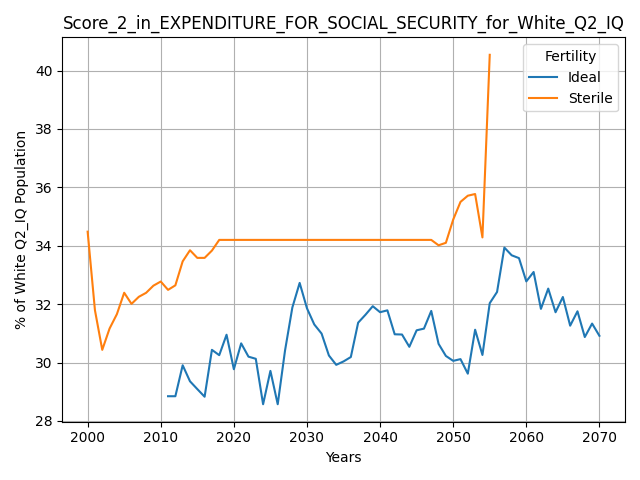 Score_2_in_EXPENDITURE_FOR_SOCIAL_SECURITY_for_White_Q2_IQ
Fertility
Ideal
Sterile
% of White Q2_IQ Population
40
38
36
34
32
30
28
2000 2010 2020 2030 2040 2050 2060 2070
Years